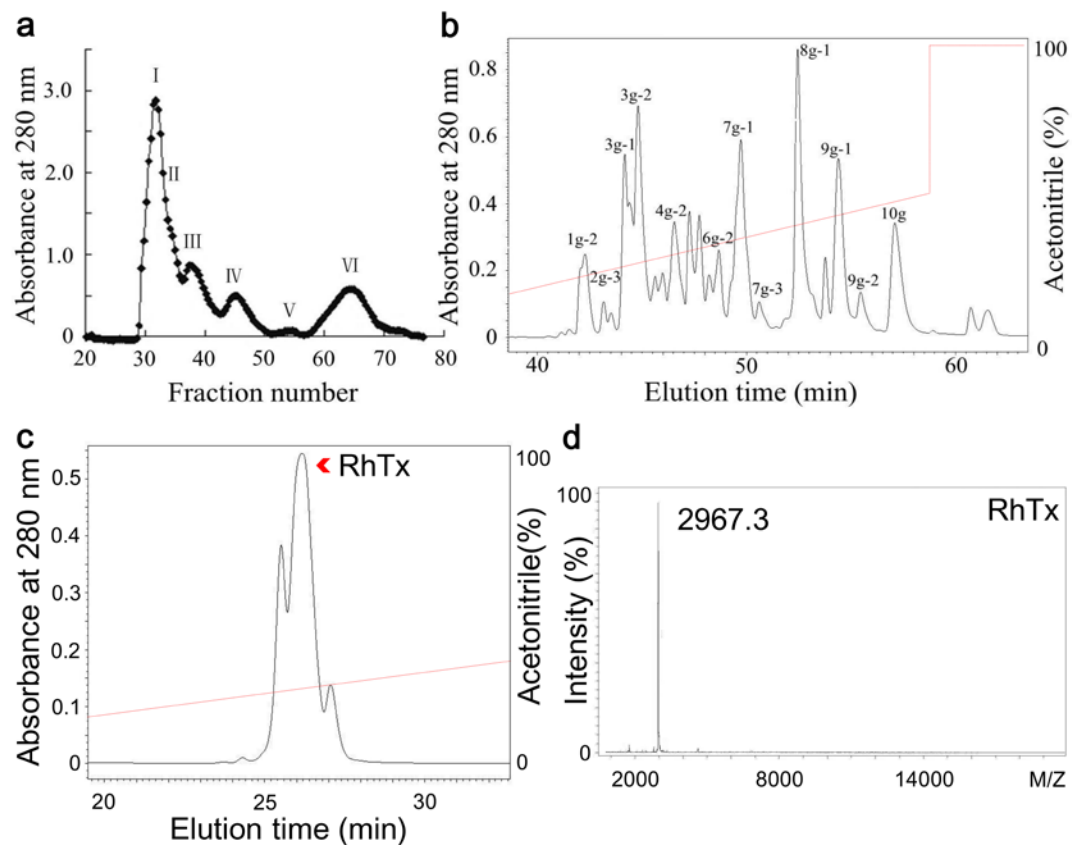 a
Absorbance at 280 nm
3.0
2.0
1.0
0
I
II
III
IV
V
VI
20 30 40 50 60 70 80
Fraction number
b
Absorbance at 280 nm
0.8
0.6
0.4
0.2
0
1g-2
2g-3
3g-1
3g-2
4g-2
6g-2
7g-1
7g-3
8g-1
9g-1
9g-2
10g
100
0
Acetonitrile (%)
40 50 60
Elution time (min)
c
Absorbance at 280 nm
0.5
0.4
0.3
0.2
0.1
0
RhTx
100
0
Acetonitrile(%)
20 25 30
Elution time (min)
d
Intensity (%)
100
0
2967.3
RhTx
2000 8000 14000 M/Z